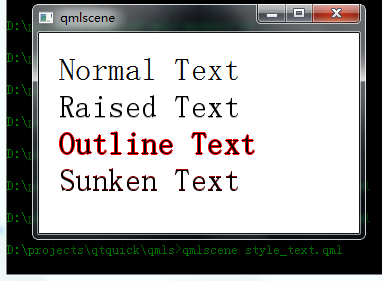 qmlscene
Normal Text
Raised Text
Outline Text
Sunken Text
D:\projects\qtquick\qmls>qmlscene style_text.qml